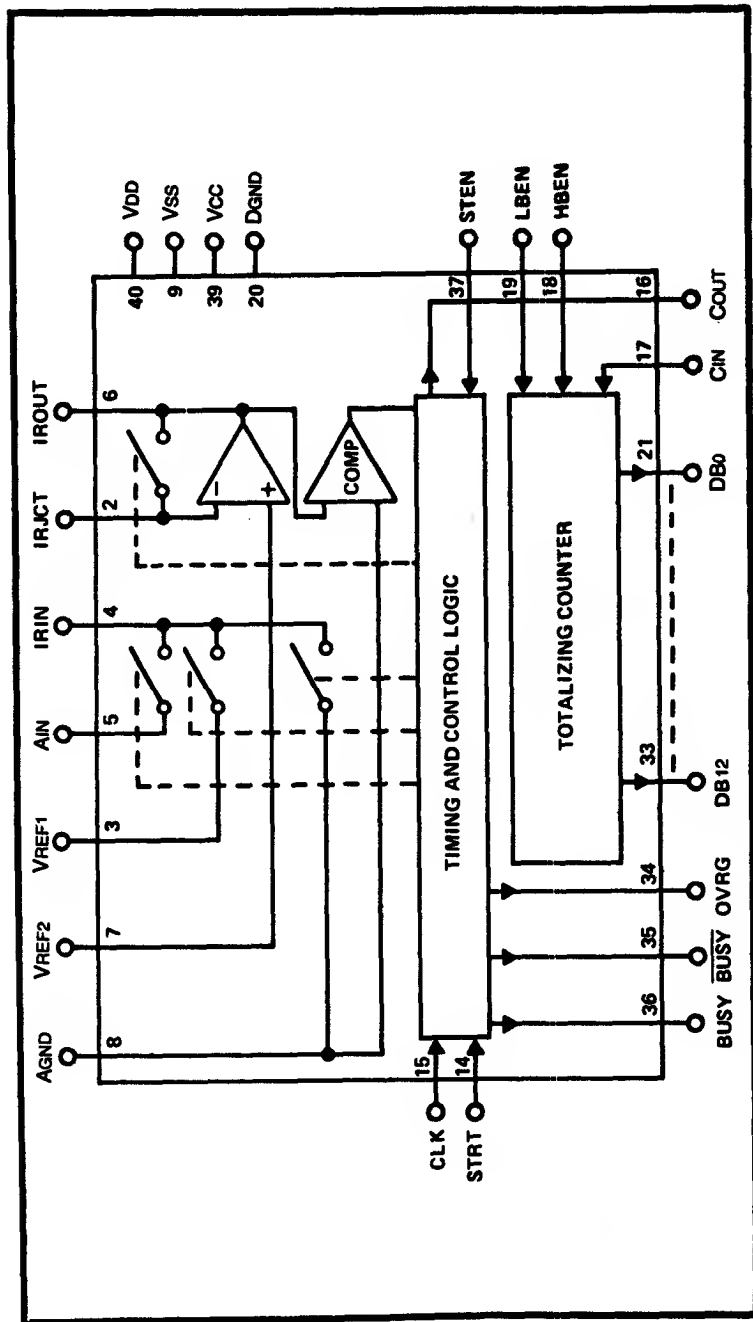 AGND
VREF2
VREF1
AIN
IRIN
IRJCT
IROUT
8
7
3
5
4
2
6
40 VDD
9 VSS
39 VCC
20 DGND
−
+
COMP
CLK 15
STRT 14
TIMING AND CONTROL LOGIC
37 STEN
TOTALIZING COUNTER
19 LBEN
18 HBEN
36
35
34
33
21
17
16
BUSY
BUSY
OVRG
DB12
DB0
CIN
COUT